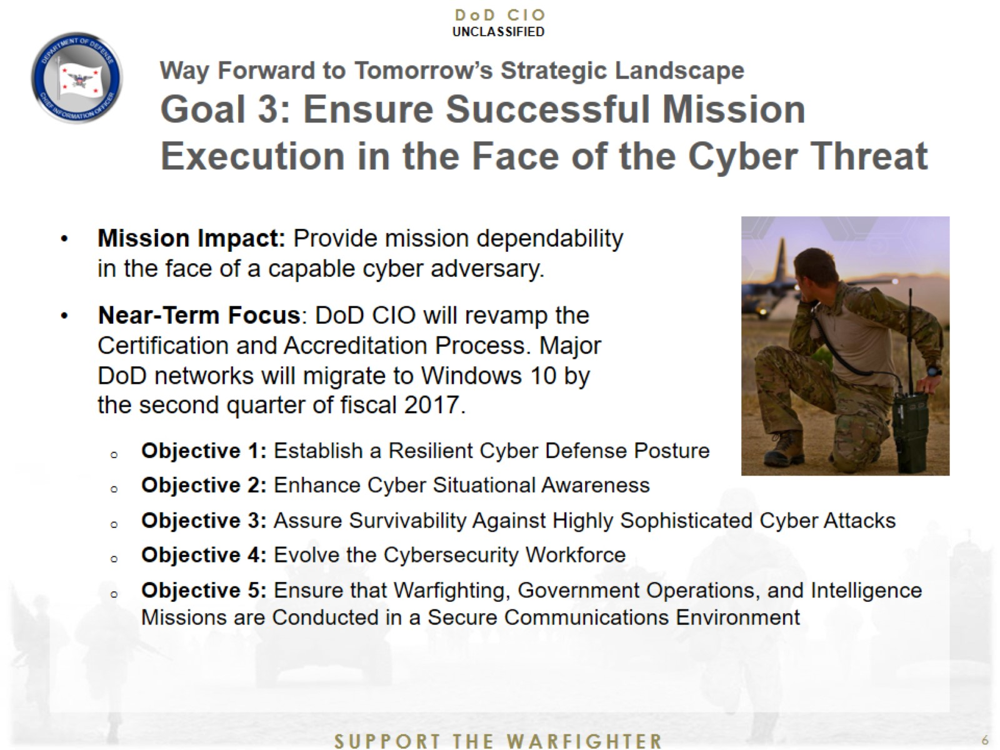 DoD CIO
UNCLASSIFIED
DEPARTMENT OF DEFENSE
CHIEF INFORMATION OFFICER
Way Forward to Tomorrow’s Strategic Landscape
Goal 3: Ensure Successful Mission
Execution in the Face of the Cyber Threat
• Mission Impact: Provide mission dependability
in the face of a capable cyber adversary.
• Near-Term Focus: DoD CIO will revamp the
Certification and Accreditation Process. Major
DoD networks will migrate to Windows 10 by
the second quarter of fiscal 2017.
o Objective 1: Establish a Resilient Cyber Defense Posture
o Objective 2: Enhance Cyber Situational Awareness
o Objective 3: Assure Survivability Against Highly Sophisticated Cyber Attacks
o Objective 4: Evolve the Cybersecurity Workforce
o Objective 5: Ensure that Warfighting, Government Operations, and Intelligence
Missions are Conducted in a Secure Communications Environment
SUPPORT THE WARFIGHTER
6